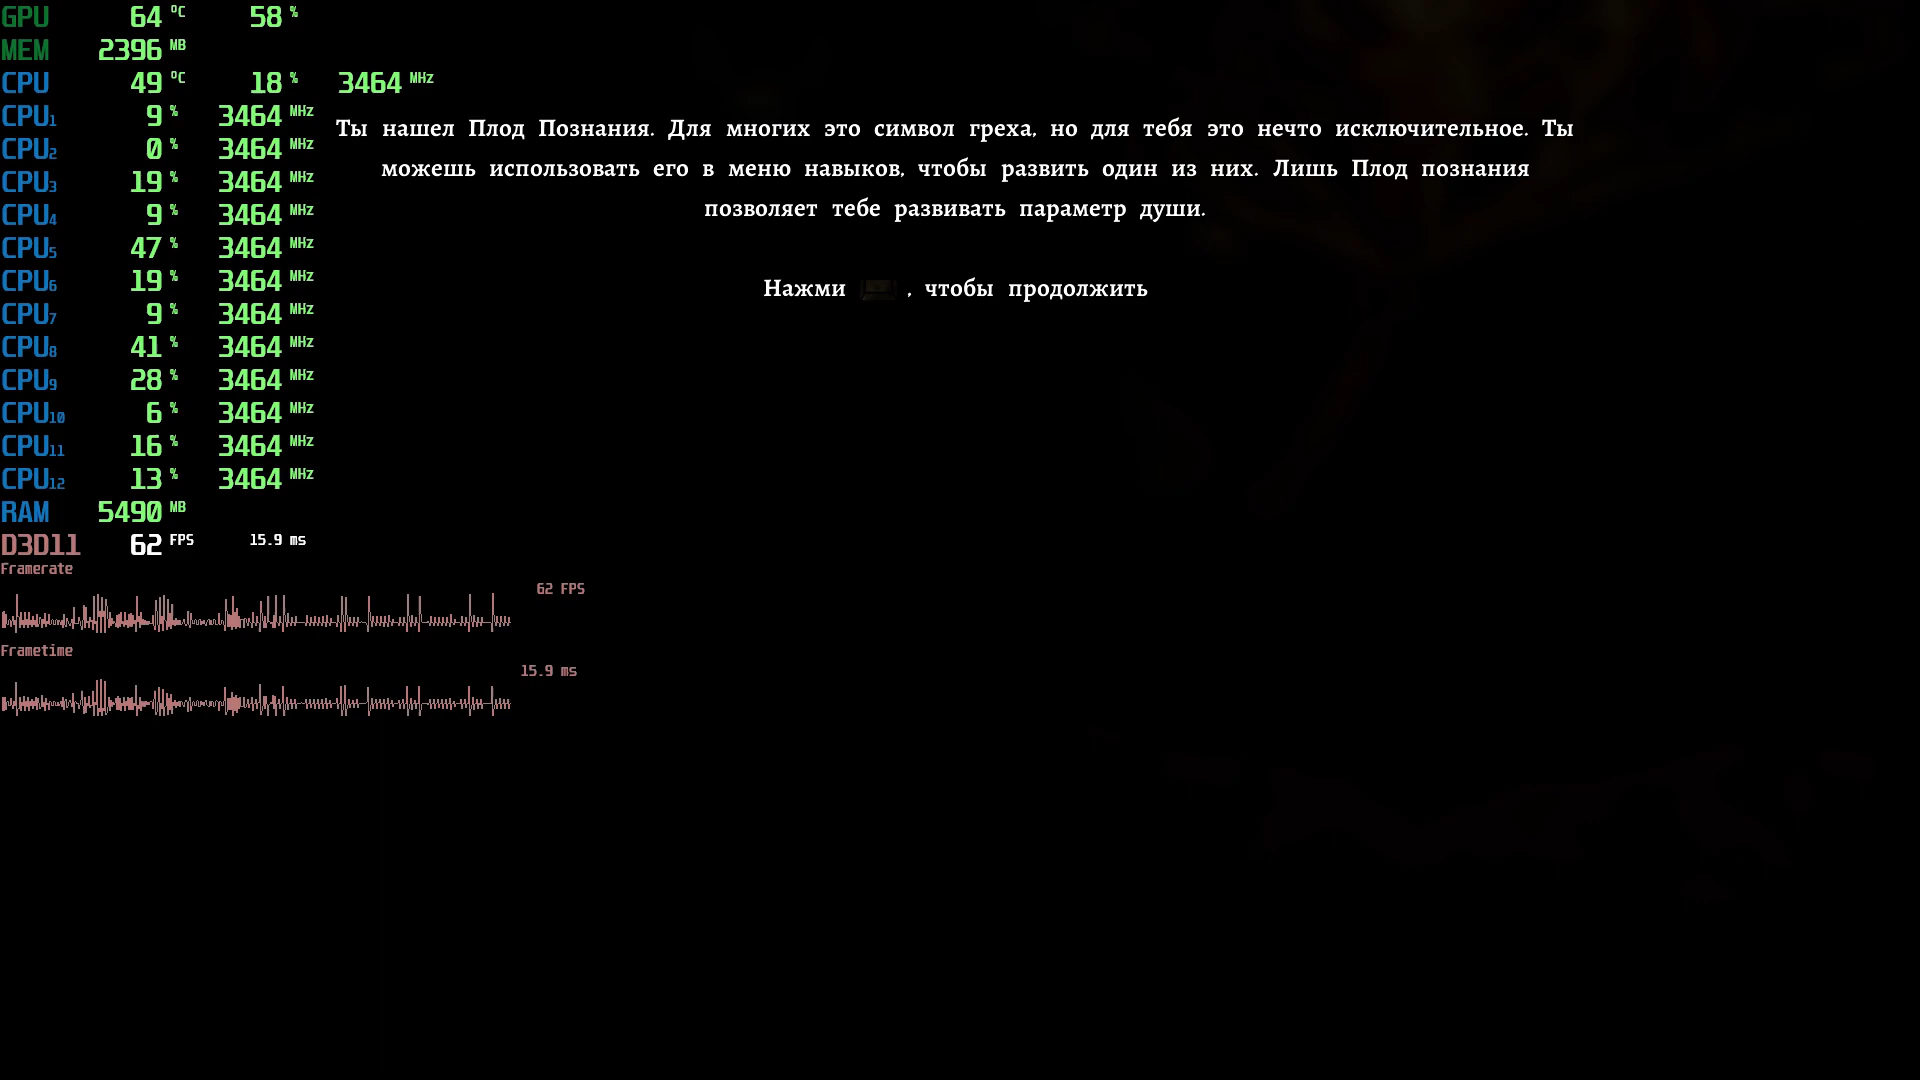 GPU 64 °C 58 %
MEM 2396 MB
CPU 49 °C 18 % 3464 MHz
CPU1 9 % 3464 MHz
CPU2 0 % 3464 MHz
CPU3 19 % 3464 MHz
CPU4 9 % 3464 MHz
CPU5 47 % 3464 MHz
CPU6 19 % 3464 MHz
CPU7 9 % 3464 MHz
CPU8 41 % 3464 MHz
CPU9 28 % 3464 MHz
CPU10 6 % 3464 MHz
CPU11 16 % 3464 MHz
CPU12 13 % 3464 MHz
RAM 5490 MB
D3D11 62 FPS 15.9 ms
Framerate
62 FPS
Frametime
15.9 ms
Ты нашел Плод Познания. Для многих это символ греха, но для тебя это нечто исключительное. Ты
можешь использовать его в меню навыков, чтобы развить один из них. Лишь Плод познания
позволяет тебе развивать параметр души.
Нажми , чтобы продолжить